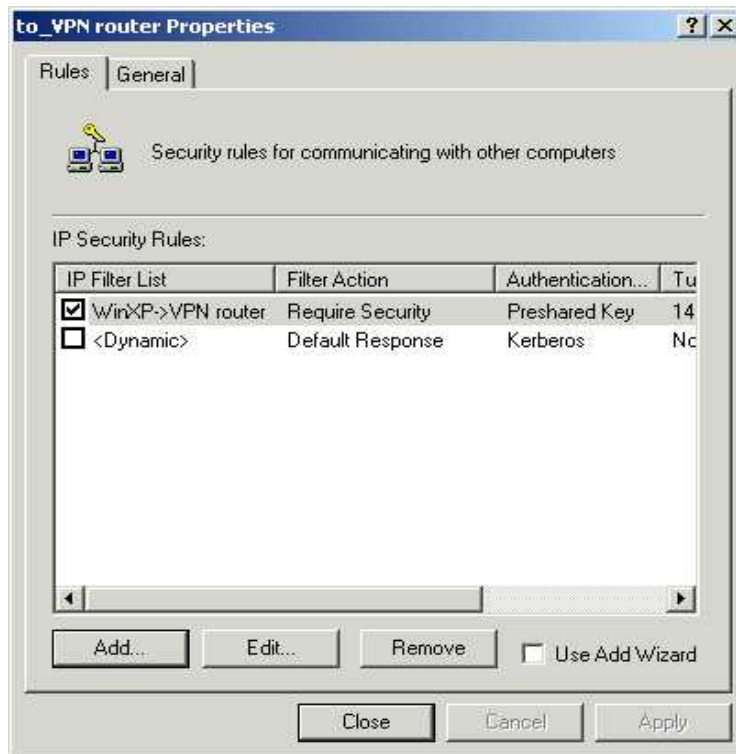 to_VPN router Properties
Rules General
Security rules for communicating with other computers
IP Security Rules:
IP Filter List Filter Action Authentication... Tu
WinXP->VPN router Require Security Preshared Key 14
<Dynamic> Default Response Kerberos Nc
Add... Edit... Remove Use Add Wizard
Close Cancel Apply